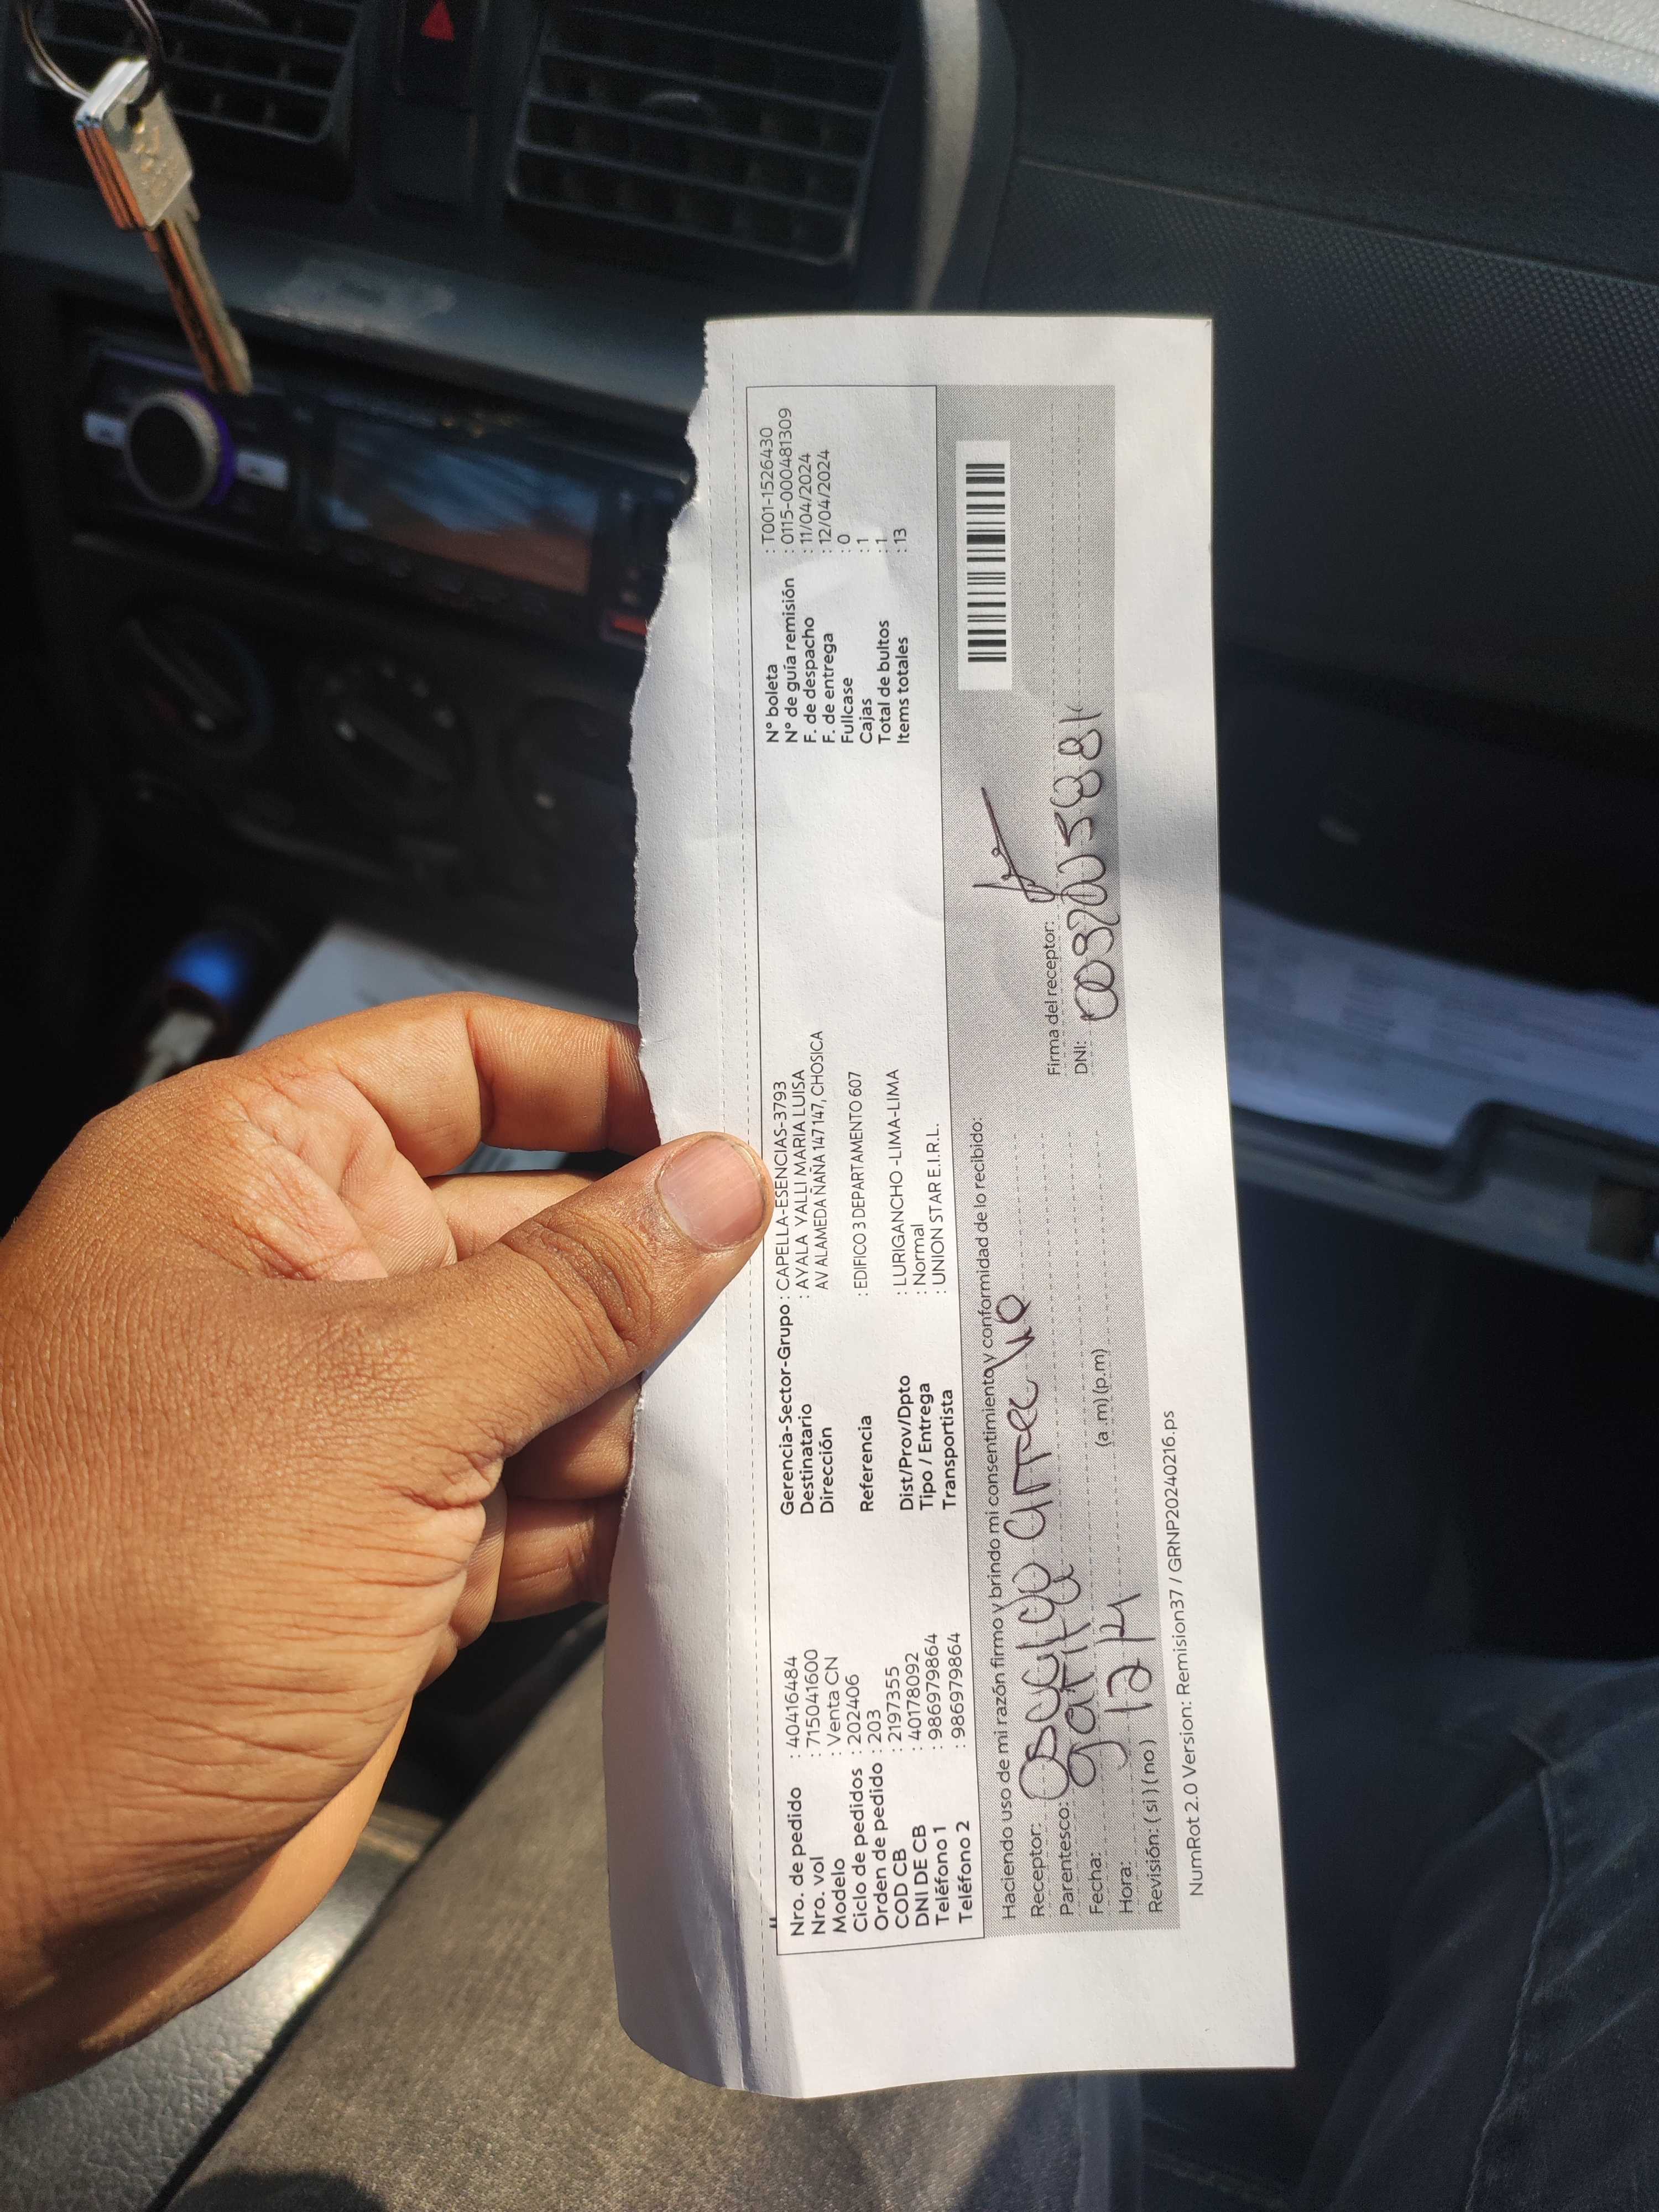 Nro. de pedido : 40416484
Nro. vol : 715041600
Modelo : Venta CN
Ciclo de pedidos : 202406
Orden de pedido : 203
COD CB : 2197355
DNI DE CB : 40178092
Teléfono 1 : 986979864
Teléfono 2 : 986979864
Gerencia-Sector-Grupo : CAPELLA-ESENCIAS-3793
Destinatario : AYALA YALLI MARIA LUISA
Dirección AV ALAMEDA ÑAÑA 147 147, CHOSICA
Referencia : EDIFICO 3 DEPARTAMENTO 607
Dist/Prov/Dpto : LURIGANCHO -LIMA-LIMA
Tipo / Entrega : Normal
Transportista : UNION STAR E.I.R.L.
N° boleta : T001-1526430
N° de guía remisión : 0115-0000481309
F. de despacho : 11/04/2024
F. de entrega : 12/04/2024
Fullcase : 0
Cajas : 1
Total de bultos : 1
Items totales : 13
Haciendo uso de mi razón firmo y brindo mi consentimiento y conformidad de lo recibido:
Receptor:
Parentesco:
Fecha: 12/4
Hora: (a .m) (p.m)
Revisión: ( si ) ( no )
Firma del receptor:
DNI:
NumRot 2.0 Version: Remision37 / GRNP20240216.ps